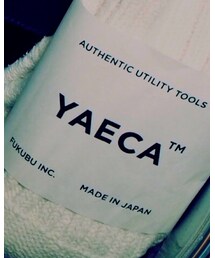 AUTHENTIC UTILITY TOOLS
YAECA™
FUKUBU INC.
MADE IN JAPAN